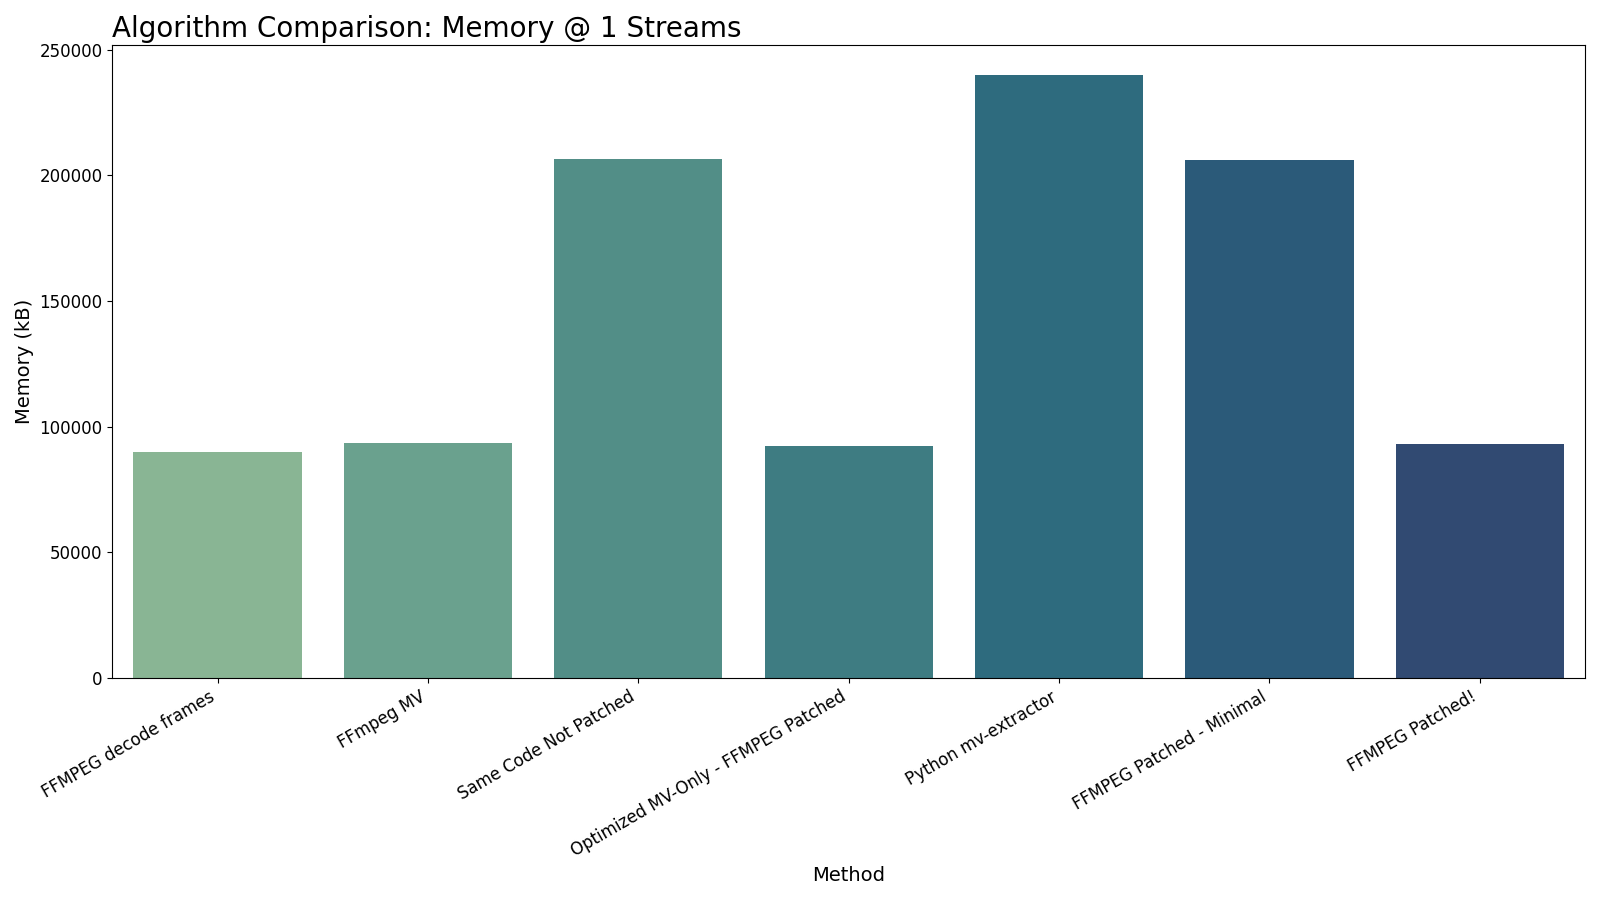 Algorithm Comparison: Memory @ 1 Streams
250000
200000
150000
100000
50000
0
Memory (kB)
FFMPEG decode frames
FFmpeg MV
Same Code Not Patched
Optimized MV-Only - FFMPEG Patched
Python mv-extractor
FFMPEG Patched - Minimal
FFMPEG Patched!
Method